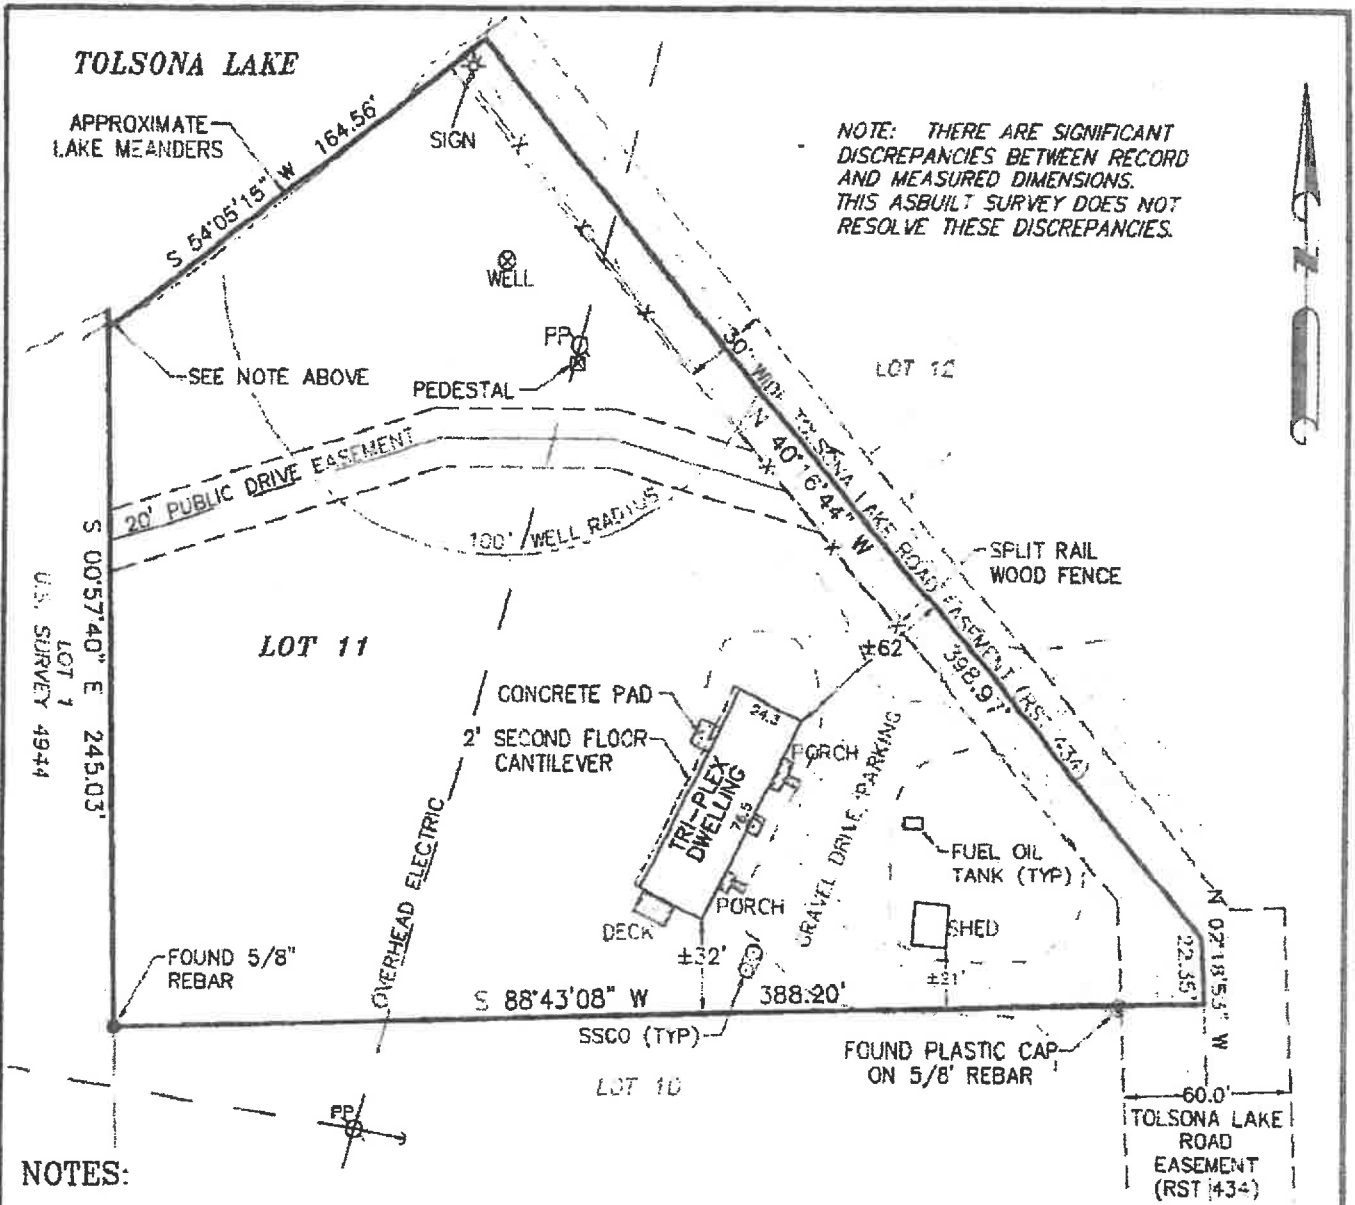 TOLSONA LAKE
APPROXIMATE
LAKE MEANDERS
S 54°05'15" W 164.56'
SIGN
NOTE: THERE ARE SIGNIFICANT
DISCREPANCIES BETWEEN RECORD
AND MEASURED DIMENSIONS.
THIS ASBUILT SURVEY DOES NOT
RESOLVE THESE DISCREPANCIES.
N
WELL
PP
SEE NOTE ABOVE
PEDESTAL
LOT 12
30' WIDE TOLSONA LAKE ROAD EASEMENT (RST 434)
N 40°16'44" W
398.97'
20' PUBLIC DRIVE EASEMENT
100' WELL RADIUS
SPLIT RAIL
WOOD FENCE
S 00°57'40" E 245.03'
LOT 1
U.S. SURVEY 4944
LOT 11
±62
CONCRETE PAD
24.3
2' SECOND FLOOR
CANTILEVER
PORCH
TRI-PLEX
DWELLING
76.5
GRAVEL DRIVE/PARKING
FUEL OIL
TANK (TYP)
OVERHEAD ELECTRIC
PORCH
DECK
SHED
FOUND 5/8"
REBAR
±32'
±21'
N 02°18'53" W
22.35'
S 88°43'08" W 388.20'
SSCO (TYP)
FOUND PLASTIC CAP
ON 5/8' REBAR
LOT 10
60.0'
TOLSONA LAKE
ROAD
EASEMENT
(RST 434)
PP
NOTES: